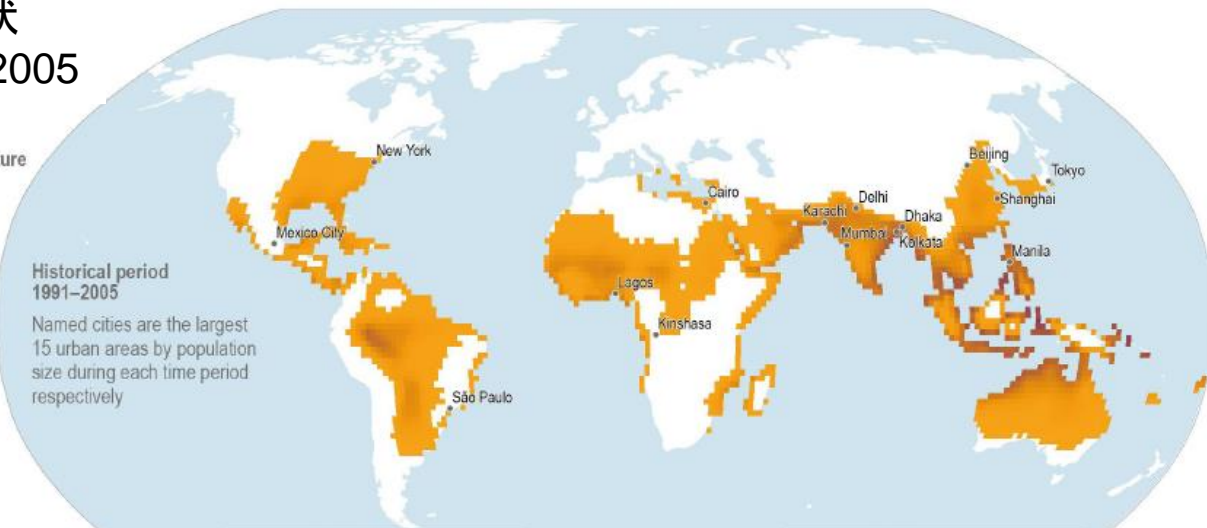 状
2005
ture
Historical period
1991–2005
Named cities are the largest
15 urban areas by population
size during each time period
respectively
New York
Mexico City
São Paulo
Cairo
Lagos
Kinshasa
Karachi
Delhi
Mumbai
Dhaka
Kolkata
Beijing
Shanghai
Tokyo
Manila